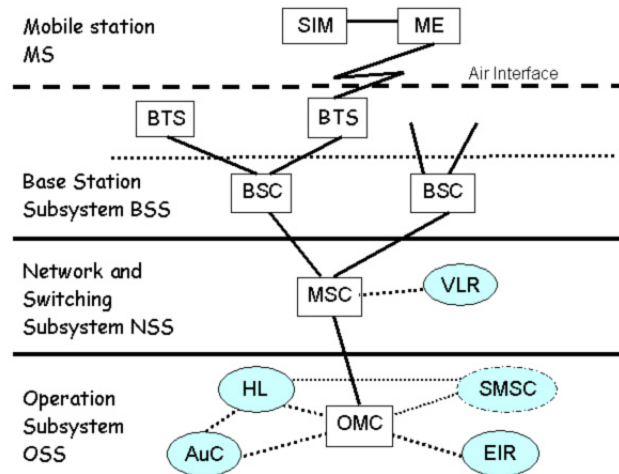 Mobile station
MS
SIM
ME
Air Interface
BTS
BTS
Base Station
Subsystem BSS
BSC
BSC
Network and
Switching
Subsystem NSS
MSC
VLR
Operation
Subsystem
OSS
HL
SMSC
OMC
AuC
EIR